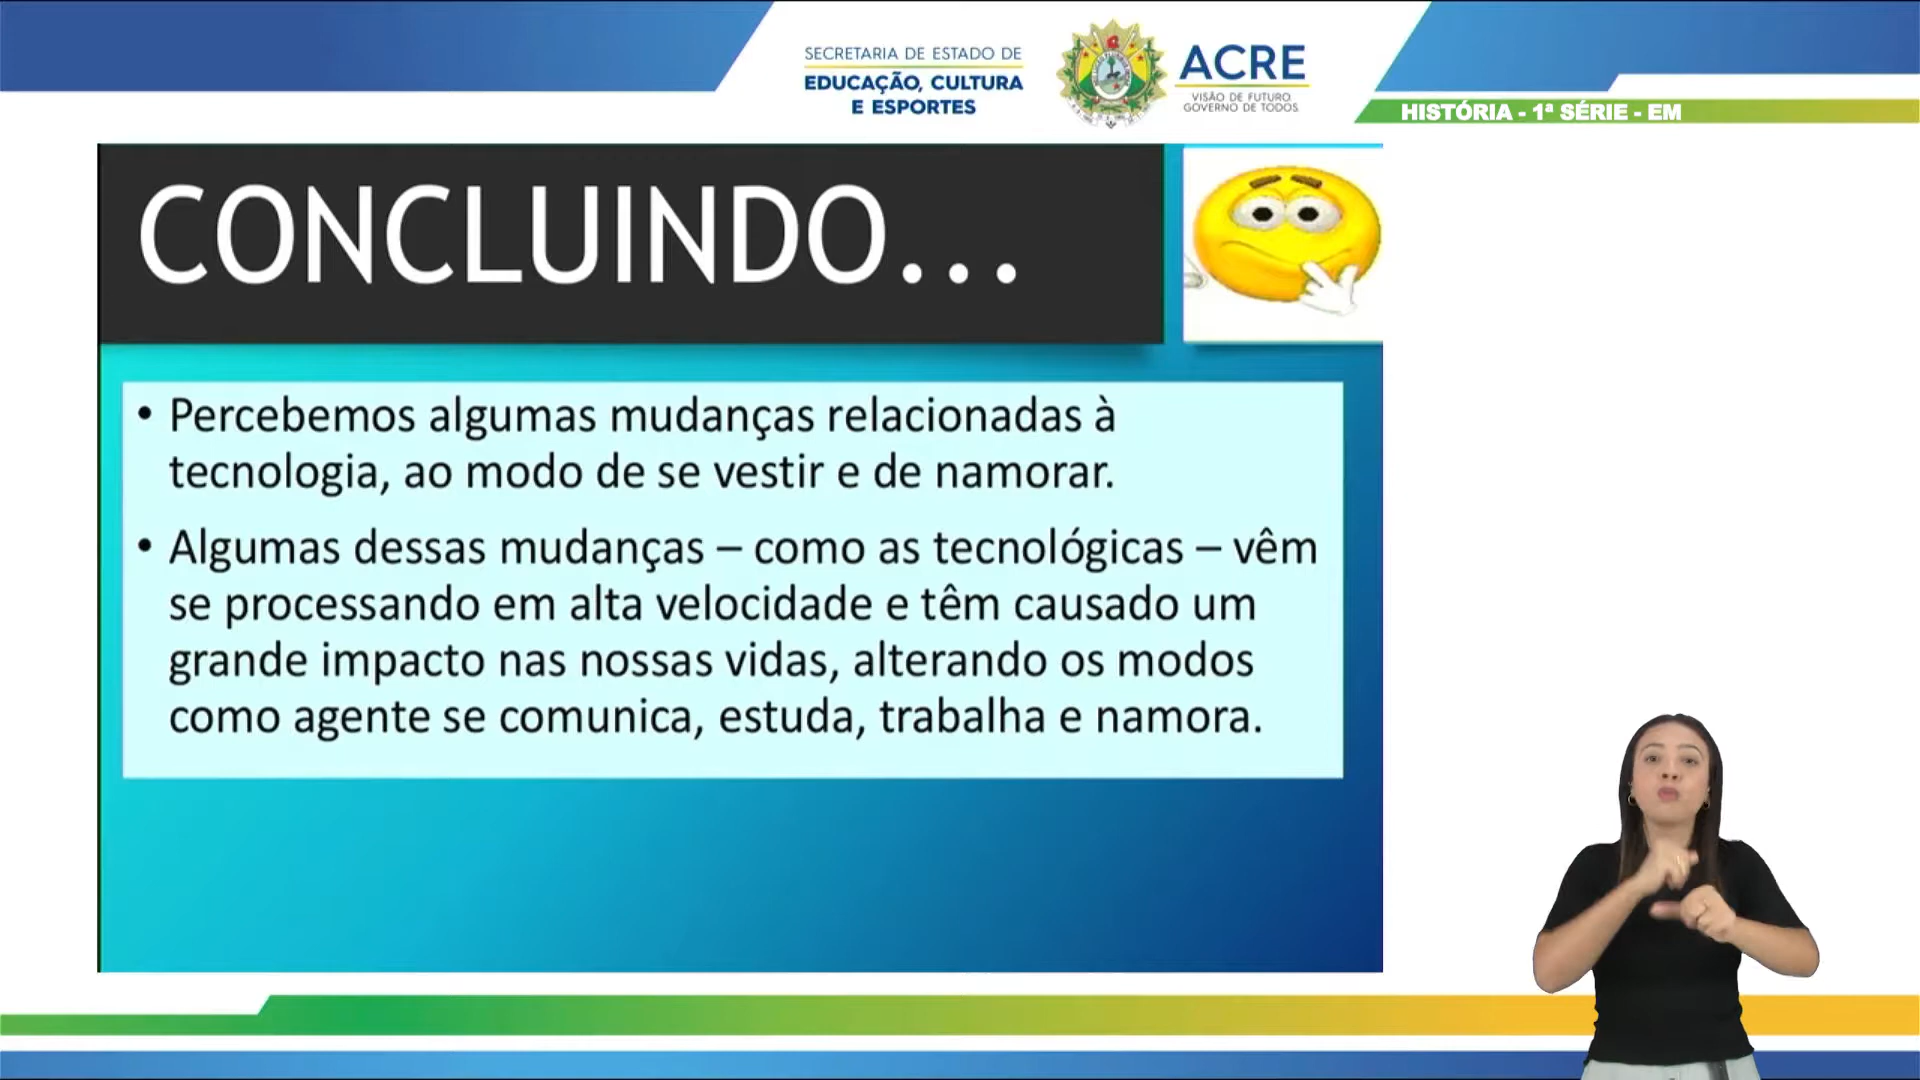 SECRETARIA DE ESTADO DE
EDUCAÇÃO, CULTURA
E ESPORTES
ACRE
VISÃO DE FUTURO.
GOVERNO DE TODOS.
HISTÓRIA - 1ª SÉRIE - EM
CONCLUINDO...
• Percebemos algumas mudanças relacionadas à
tecnologia, ao modo de se vestir e de namorar.
• Algumas dessas mudanças – como as tecnológicas – vêm
se processando em alta velocidade e têm causado um
grande impacto nas nossas vidas, alterando os modos
como agente se comunica, estuda, trabalha e namora.